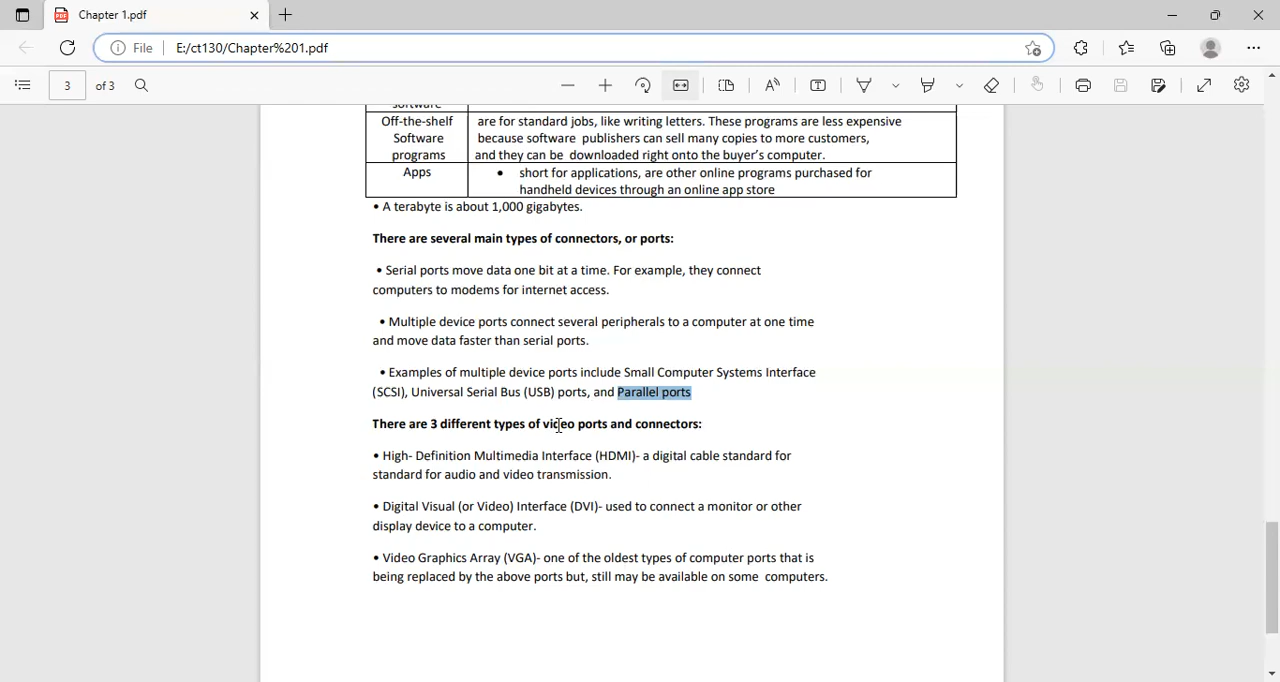 Chapter 1.pdf
File E:/ct130/Chapter%201.pdf
3 of 3
software
Off-the-shelf are for standard jobs, like writing letters. These programs are less expensive
Software because software publishers can sell many copies to more customers,
programs and they can be downloaded right onto the buyer's computer.
Apps • short for applications, are other online programs purchased for
handheld devices through an online app store
• A terabyte is about 1,000 gigabytes.
There are several main types of connectors, or ports:
• Serial ports move data one bit at a time. For example, they connect
computers to modems for internet access.
• Multiple device ports connect several peripherals to a computer at one time
and move data faster than serial ports.
• Examples of multiple device ports include Small Computer Systems Interface
(SCSI), Universal Serial Bus (USB) ports, and Parallel ports
There are 3 different types of video ports and connectors:
• High- Definition Multimedia Interface (HDMI)- a digital cable standard for
standard for audio and video transmission.
• Digital Visual (or Video) Interface (DVI)- used to connect a monitor or other
display device to a computer.
• Video Graphics Array (VGA)- one of the oldest types of computer ports that is
being replaced by the above ports but, still may be available on some computers.